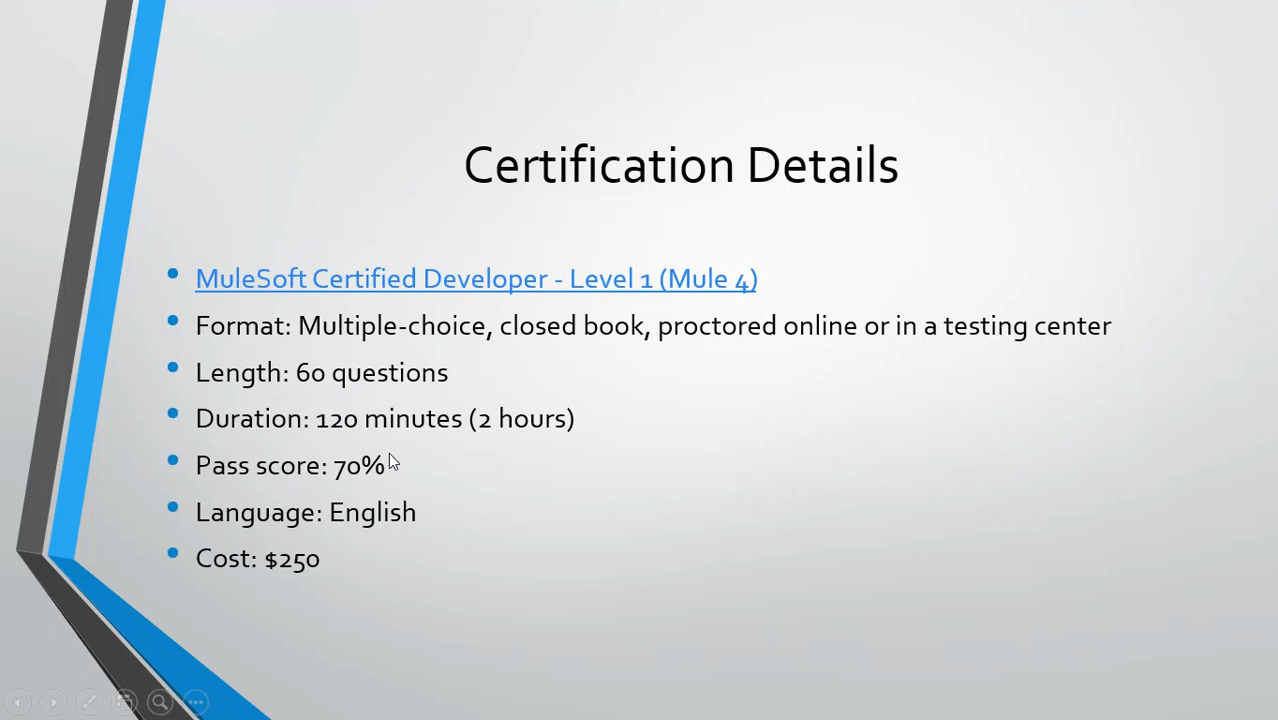 Certification Details
MuleSoft Certified Developer - Level 1 (Mule 4)
Format: Multiple-choice, closed book, proctored online or in a testing center
Length: 60 questions
Duration: 120 minutes (2 hours)
Pass score: 70%
Language: English
Cost: $250